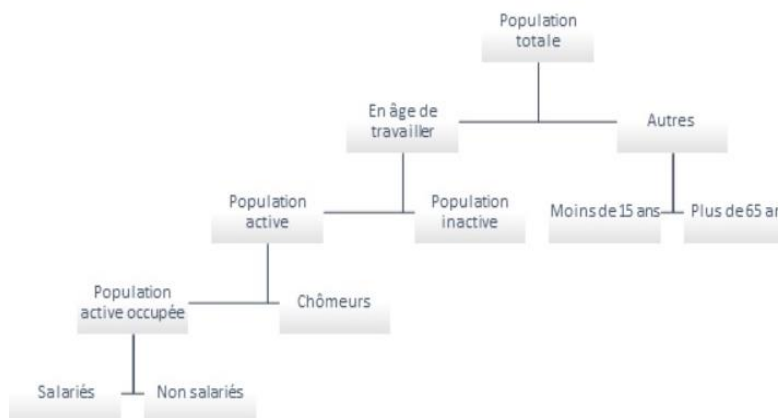 Population
totale
En âge de
travailler
Autres
Population
active
Population
inactive
Moins de 15 ans
Plus de 65 an
Population
active occupée
Chômeurs
Salariés
Non salariés